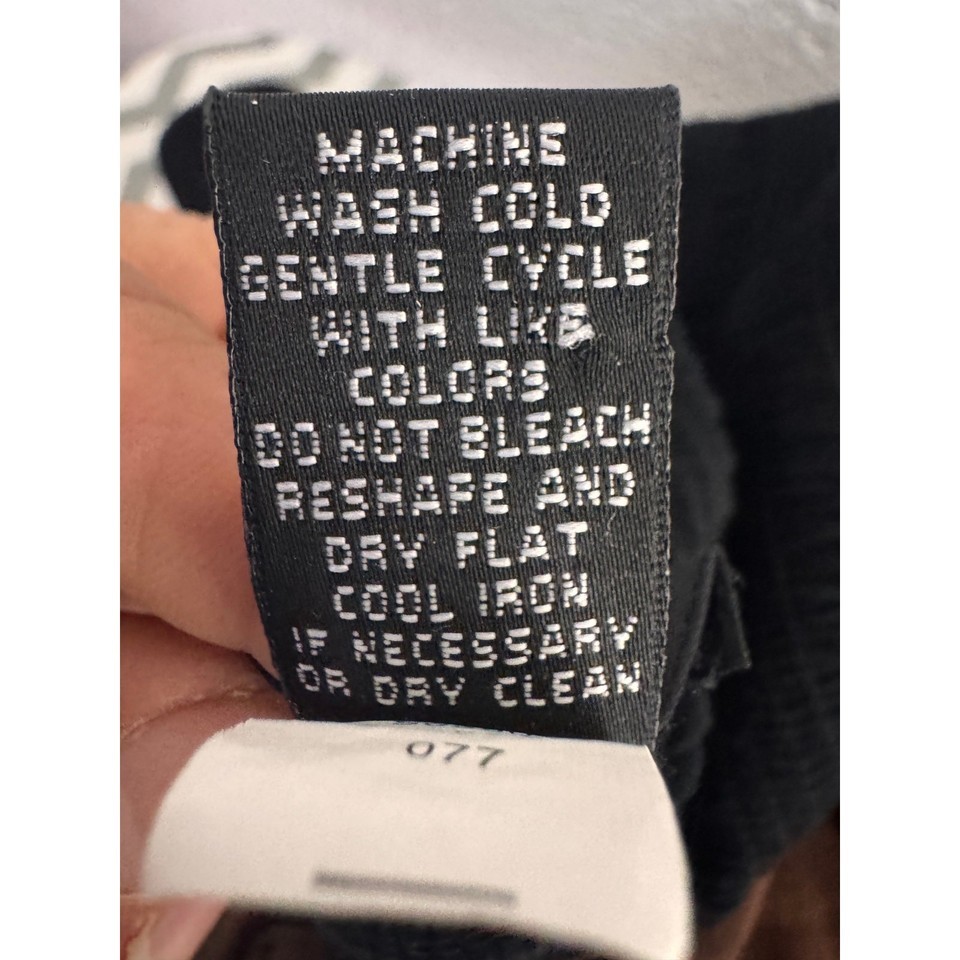 MACHINE
WASH COLD
GENTLE CYCLE
WITH LIKE
COLORS
DO NOT BLEACH
RESHAPE AND
DRY FLAT
COOL IRON
IF NECESSARY
OR DRY CLEAN
077